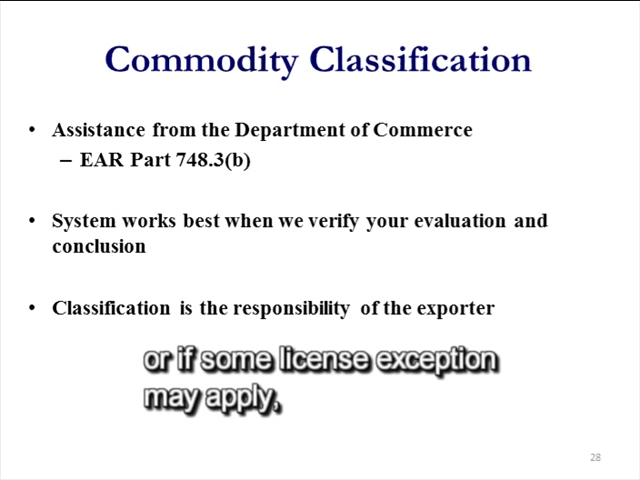 Commodity Classification
• Assistance from the Department of Commerce
– EAR Part 748.3(b)
• System works best when we verify your evaluation and
conclusion
• Classification is the responsibility of the exporter
or if some license exception
may apply,
28